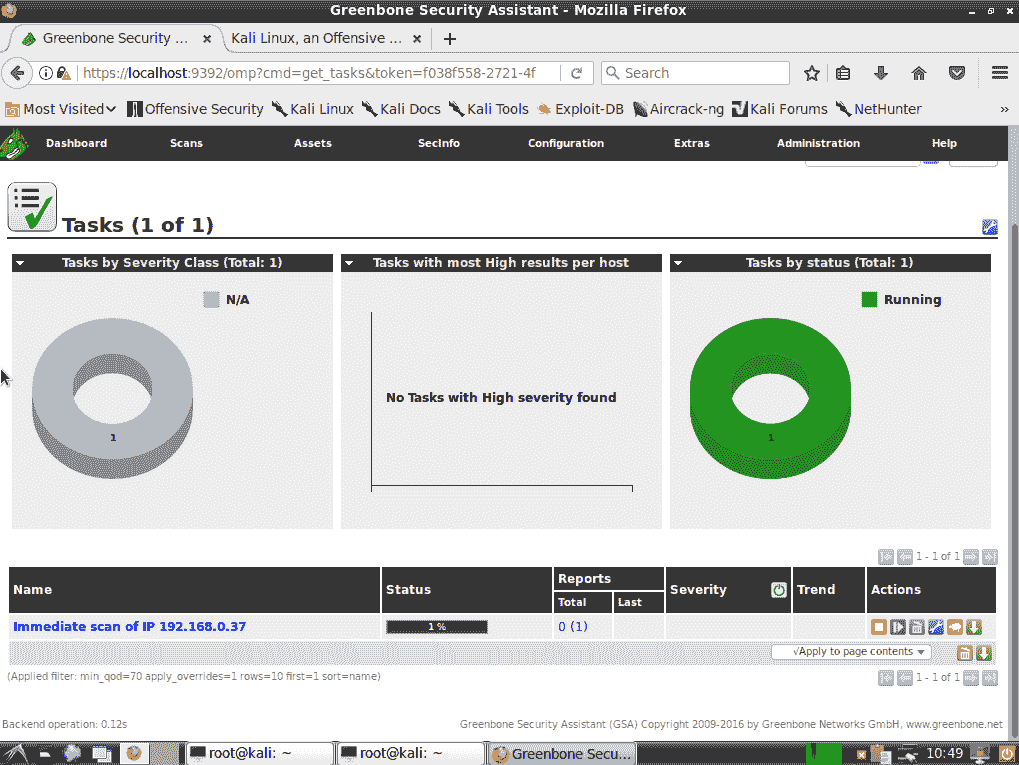 Greenbone Security Assistant - Mozilla Firefox
Greenbone Security ... × Kali Linux, an Offensive ... × +
https://localhost:9392/omp?cmd=get_tasks&token=f038f558-2721-4f Search
Most Visited Offensive Security Kali Linux Kali Docs Kali Tools Exploit-DB Aircrack-ng Kali Forums NetHunter »
Dashboard Scans Assets SecInfo Configuration Extras Administration Help
Tasks (1 of 1)
Tasks by Severity Class (Total: 1) Tasks with most High results per host Tasks by status (Total: 1)
N/A Running
No Tasks with High severity found
1 1
1 - 1 of 1
Name Status Reports Severity Trend Actions
Total Last
Immediate scan of IP 192.168.0.37 1 % 0 (1)
√Apply to page contents
(Applied filter: min_qod=70 apply_overrides=1 rows=10 first=1 sort=name) 1 - 1 of 1
Backend operation: 0.12s Greenbone Security Assistant (GSA) Copyright 2009-2016 by Greenbone Networks GmbH, www.greenbone.net
root@kali: ~ root@kali: ~ Greenbone Secu... 10:49